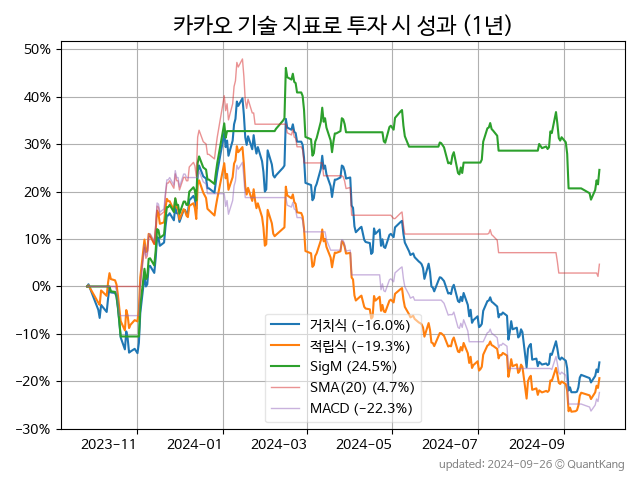 카카오 기술 지표로 투자 시 성과 (1년)
50%
40%
30%
20%
10%
0%
−10%
−20%
−30%
거치식 (−16.0%)
적립식 (−19.3%)
SigM (24.5%)
SMA(20) (4.7%)
MACD (−22.3%)
2023-11 2024-01 2024-03 2024-05 2024-07 2024-09
updated: 2024-09-26 © QuantKang